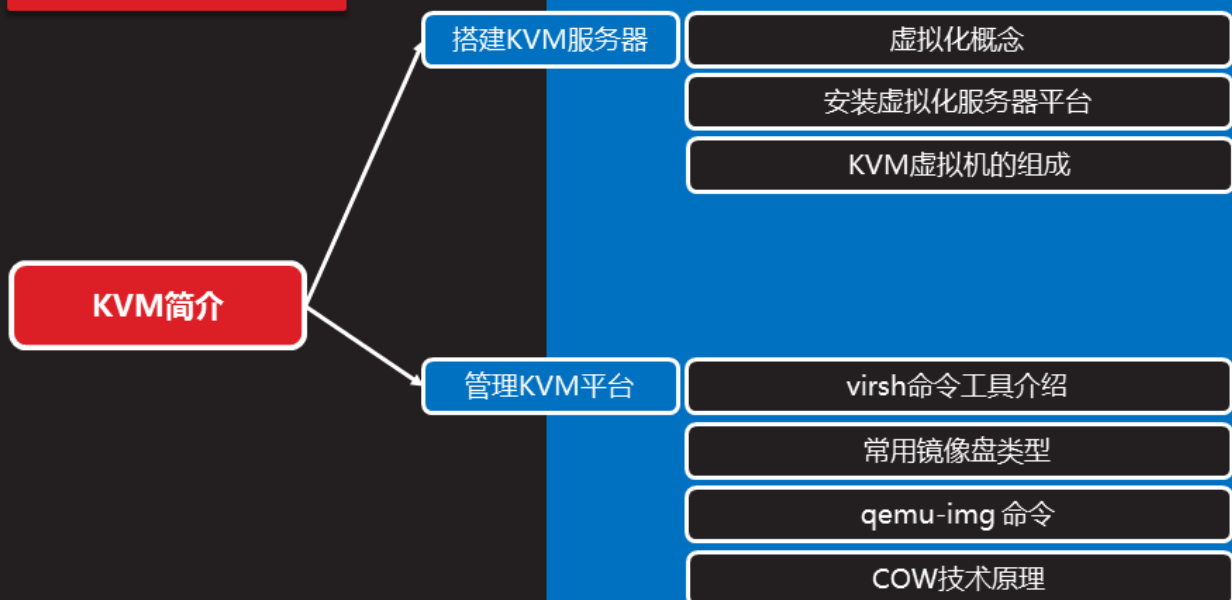 搭建KVM服务器
虚拟化概念
安装虚拟化服务器平台
KVM虚拟机的组成
KVM简介
管理KVM平台
virsh命令工具介绍
常用镜像盘类型
qemu-img 命令
COW技术原理